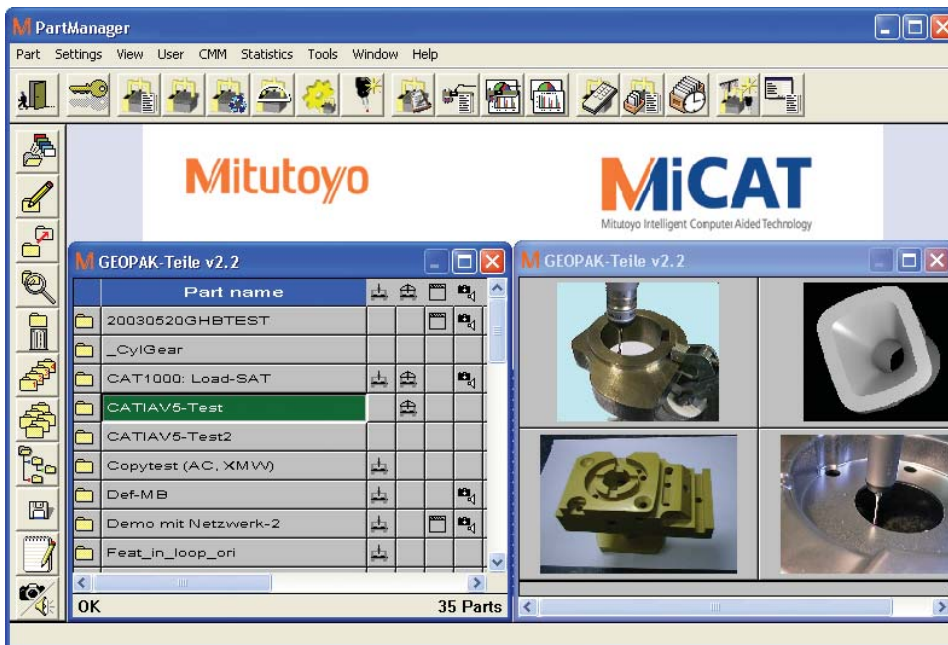 PartManager
Part Settings View User CMM Statistics Tools Window Help
Mitutoyo
MiCAT
Mitutoyo Intelligent Computer Aided Technology
GEOPAK-Teile v2.2
Part name
20030520GHBTEST
_CylGear
CAT1000: Load-SAT
CATIAV5-Test
CATIAV5-Test2
Copytest (AC, XMW)
Def-MB
Demo mit Netzwerk-2
Feat_in_loop_ori
OK 35 Parts
GEOPAK-Teile v2.2